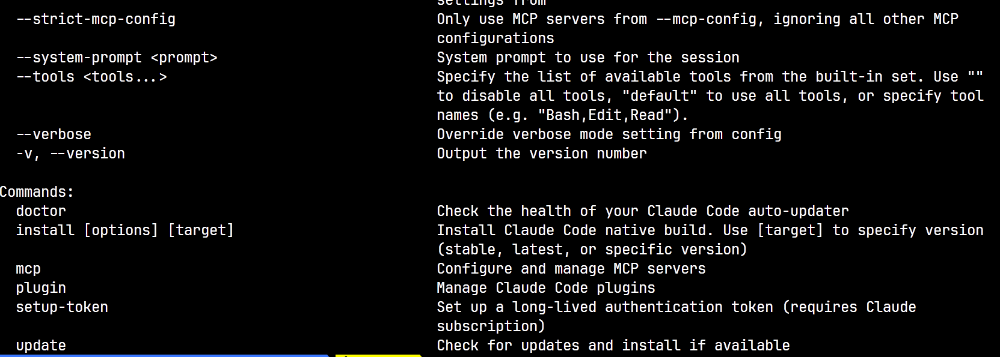 settings from
--strict-mcp-config Only use MCP servers from --mcp-config, ignoring all other MCP
configurations
--system-prompt <prompt> System prompt to use for the session
--tools <tools...> Specify the list of available tools from the built-in set. Use ""
to disable all tools, "default" to use all tools, or specify tool
names (e.g. "Bash,Edit,Read").
--verbose Override verbose mode setting from config
-v, --version Output the version number
Commands:
doctor Check the health of your Claude Code auto-updater
install [options] [target] Install Claude Code native build. Use [target] to specify version
(stable, latest, or specific version)
mcp Configure and manage MCP servers
plugin Manage Claude Code plugins
setup-token Set up a long-lived authentication token (requires Claude
subscription)
update Check for updates and install if available